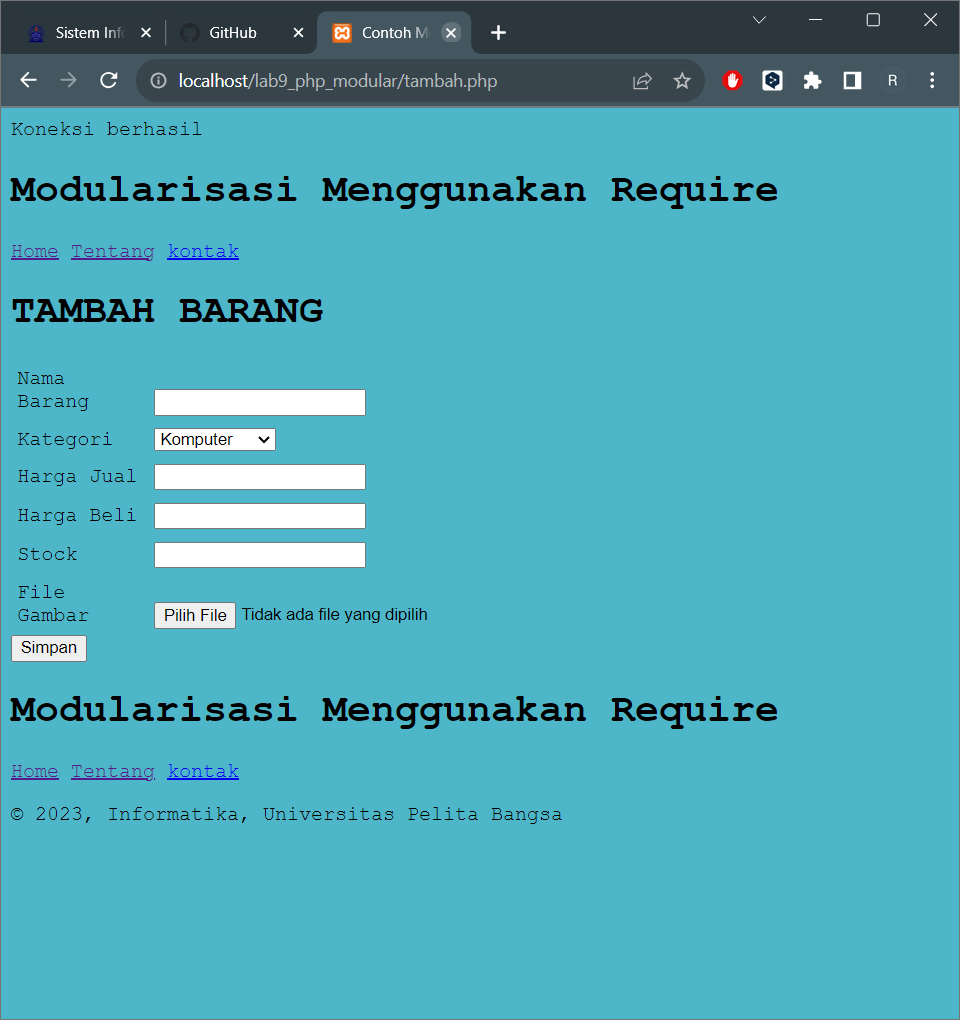 Sistem Info
GitHub
Contoh M
localhost/lab9_php_modular/tambah.php
R
Koneksi berhasil
Modularisasi Menggunakan Require
Home Tentang kontak
TAMBAH BARANG
Nama
Barang
Kategori Komputer
Harga Jual
Harga Beli
Stock
File
Gambar Pilih File Tidak ada file yang dipilih
Simpan
Modularisasi Menggunakan Require
Home Tentang kontak
© 2023, Informatika, Universitas Pelita Bangsa